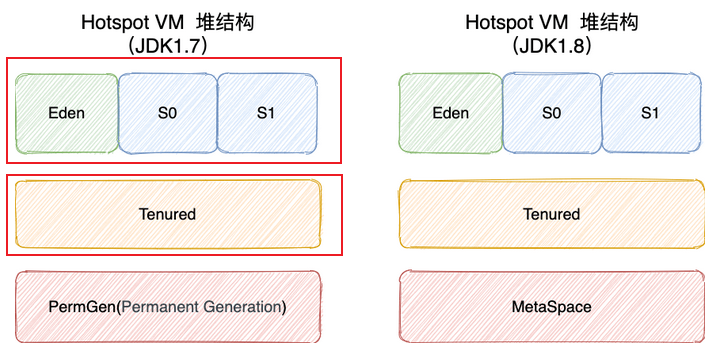 Hotspot VM 堆结构
（JDK1.7）
Eden
S0
S1
Tenured
PermGen(Permanent Generation)
Hotspot VM 堆结构
（JDK1.8）
Eden
S0
S1
Tenured
MetaSpace